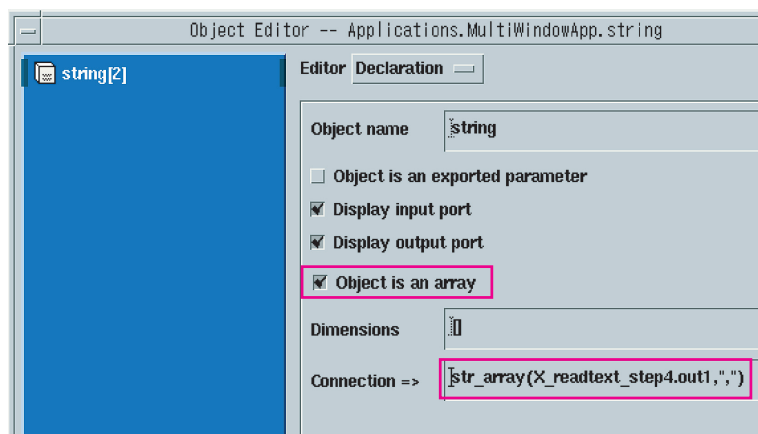 Object Editor -- Applications.MultiWindowApp.string
string[2]
Editor Declaration
Object name string
Object is an exported parameter
Display input port
Display output port
Object is an array
Dimensions []
Connection => str_array(X_readtext_step4.out1,",")